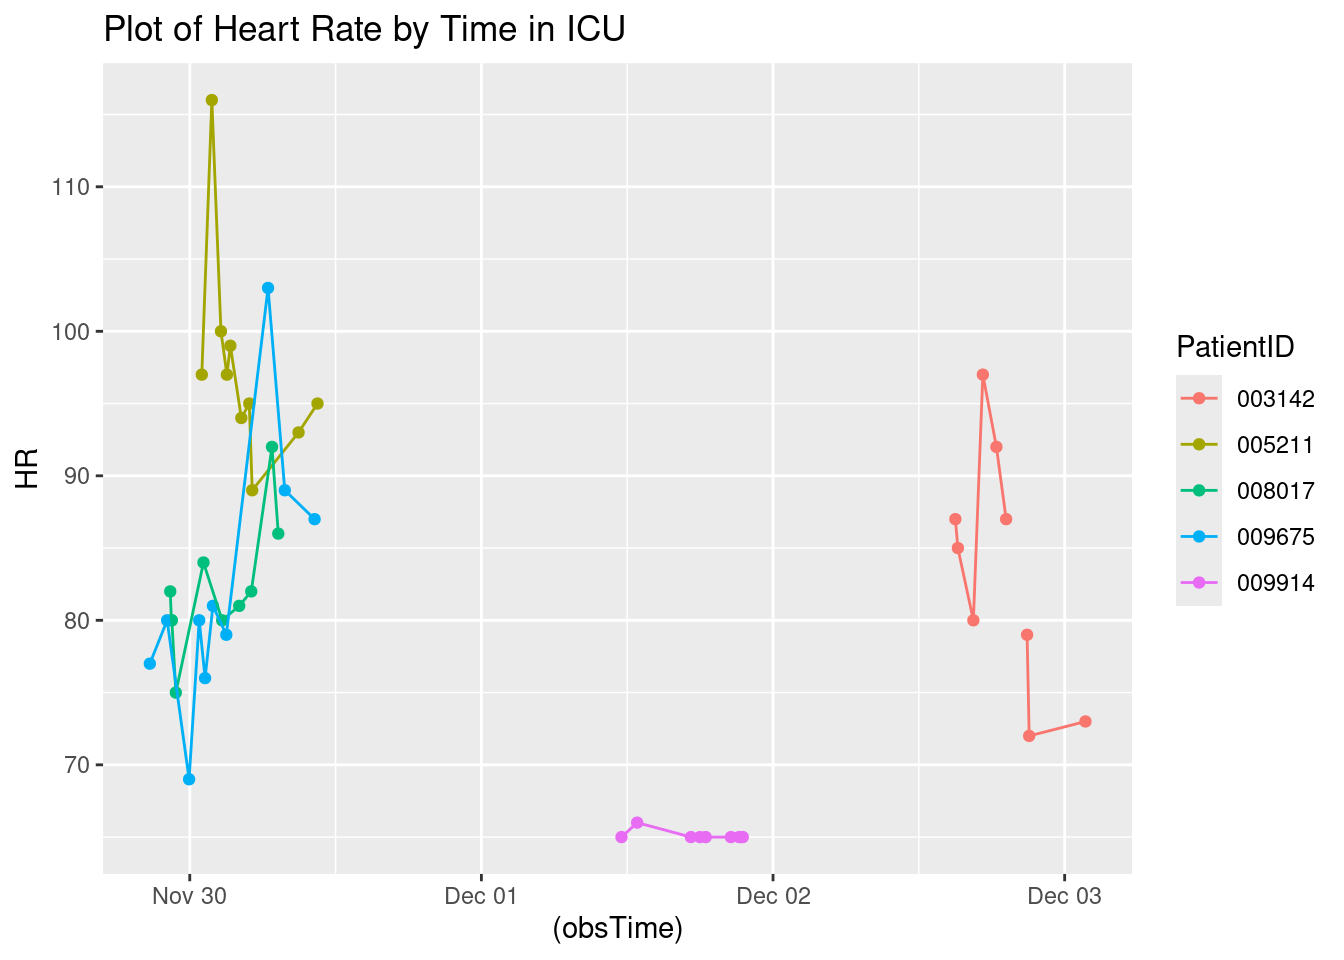 Plot of Heart Rate by Time in ICU
110
100
90
80
70
HR
Nov 30
Dec 01
Dec 02
Dec 03
(obsTime)
PatientID
003142
005211
008017
009675
009914